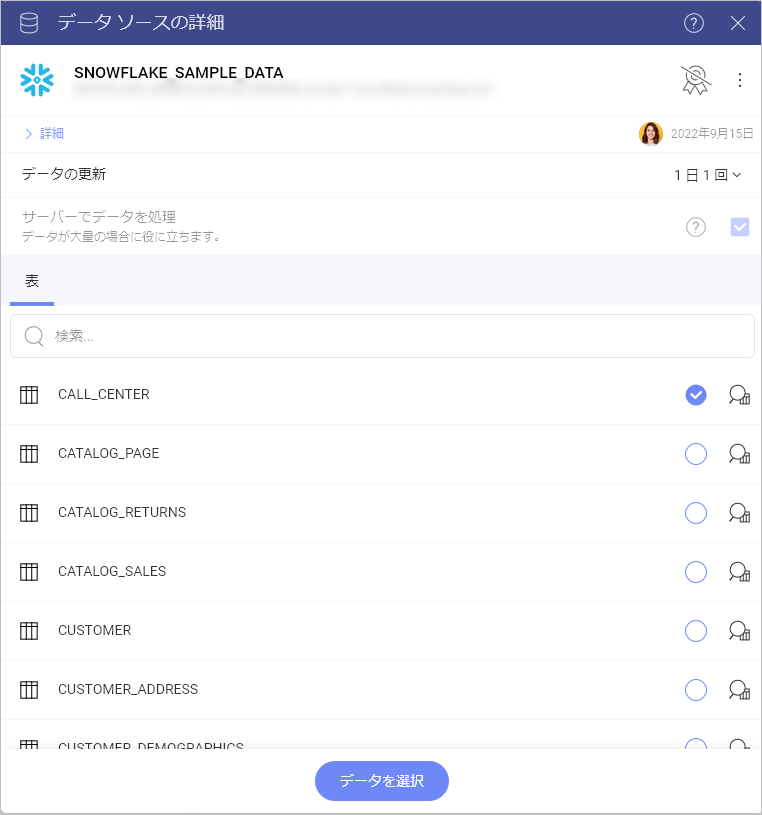 データ ソースの詳細
?
SNOWFLAKE_SAMPLE_DATA
詳細
2022年9月15日
データの更新
1 日 1 回
サーバーでデータを処理
データが大量の場合に役に立ちます。
?
表
検索...
CALL_CENTER
CATALOG_PAGE
CATALOG_RETURNS
CATALOG_SALES
CUSTOMER
CUSTOMER_ADDRESS
CUSTOMER_DEMOGRAPHICS
データを選択